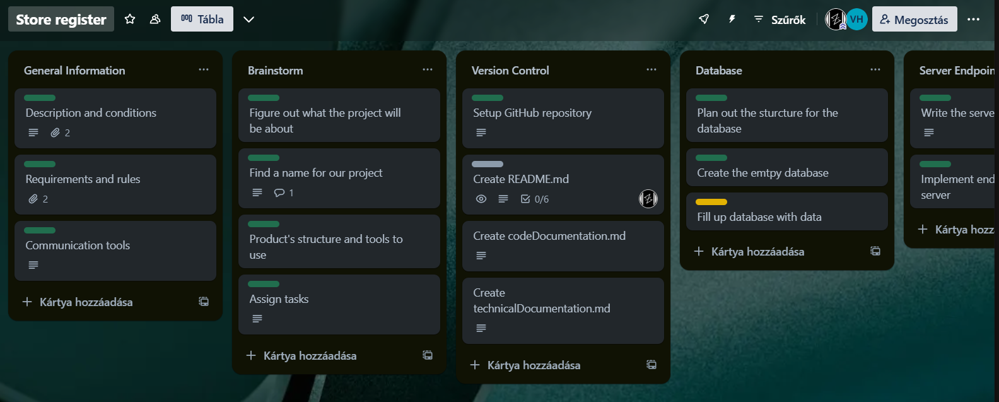 Store register
Tábla
Szűrők
VH
Megosztás
General Information
Description and conditions
2
Requirements and rules
2
Communication tools
Kártya hozzáadása
Brainstorm
Figure out what the project will
be about
Find a name for our project
1
Product's structure and tools to
use
Assign tasks
Kártya hozzáadása
Version Control
Setup GitHub repository
Create README.md
0/6
Create codeDocumentation.md
Create
technicalDocumentation.md
Kártya hozzáadása
Database
Plan out the sturcture for the
database
Create the emtpy database
Fill up database with data
Kártya hozzáadása
Server Endpoin
Write the serve
Implement end
server
Kártya hozz